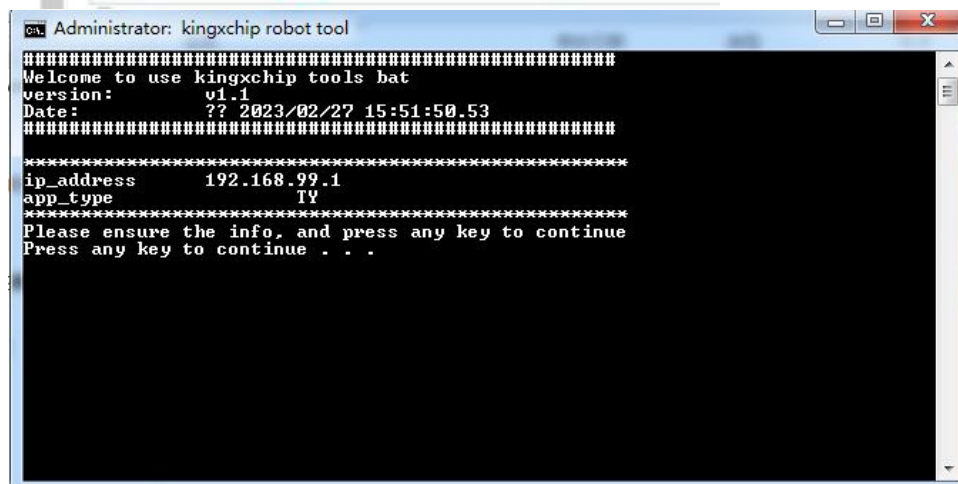 Administrator: kingxchip robot tool
########################################################
Welcome to use kingxchip tools bat
version: v1.1
Date: ?? 2023/02/27 15:51:50.53
########################################################
*********************************************************
ip_address 192.168.99.1
app_type TY
*********************************************************
Please ensure the info, and press any key to continue
Press any key to continue . . .